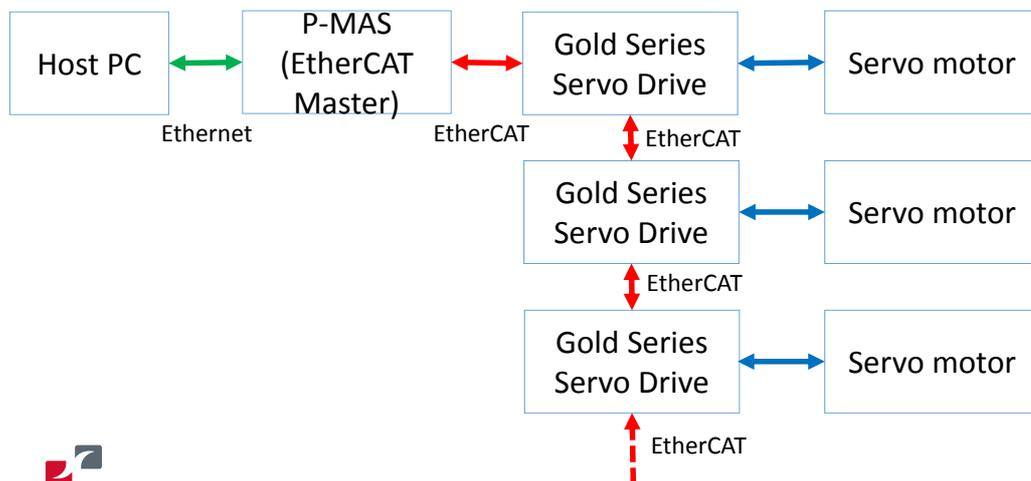 Host PC
P-MAS
(EtherCAT
Master)
Gold Series
Servo Drive
Servo motor
Ethernet
EtherCAT
EtherCAT
Gold Series
Servo Drive
Servo motor
EtherCAT
Gold Series
Servo Drive
Servo motor
EtherCAT